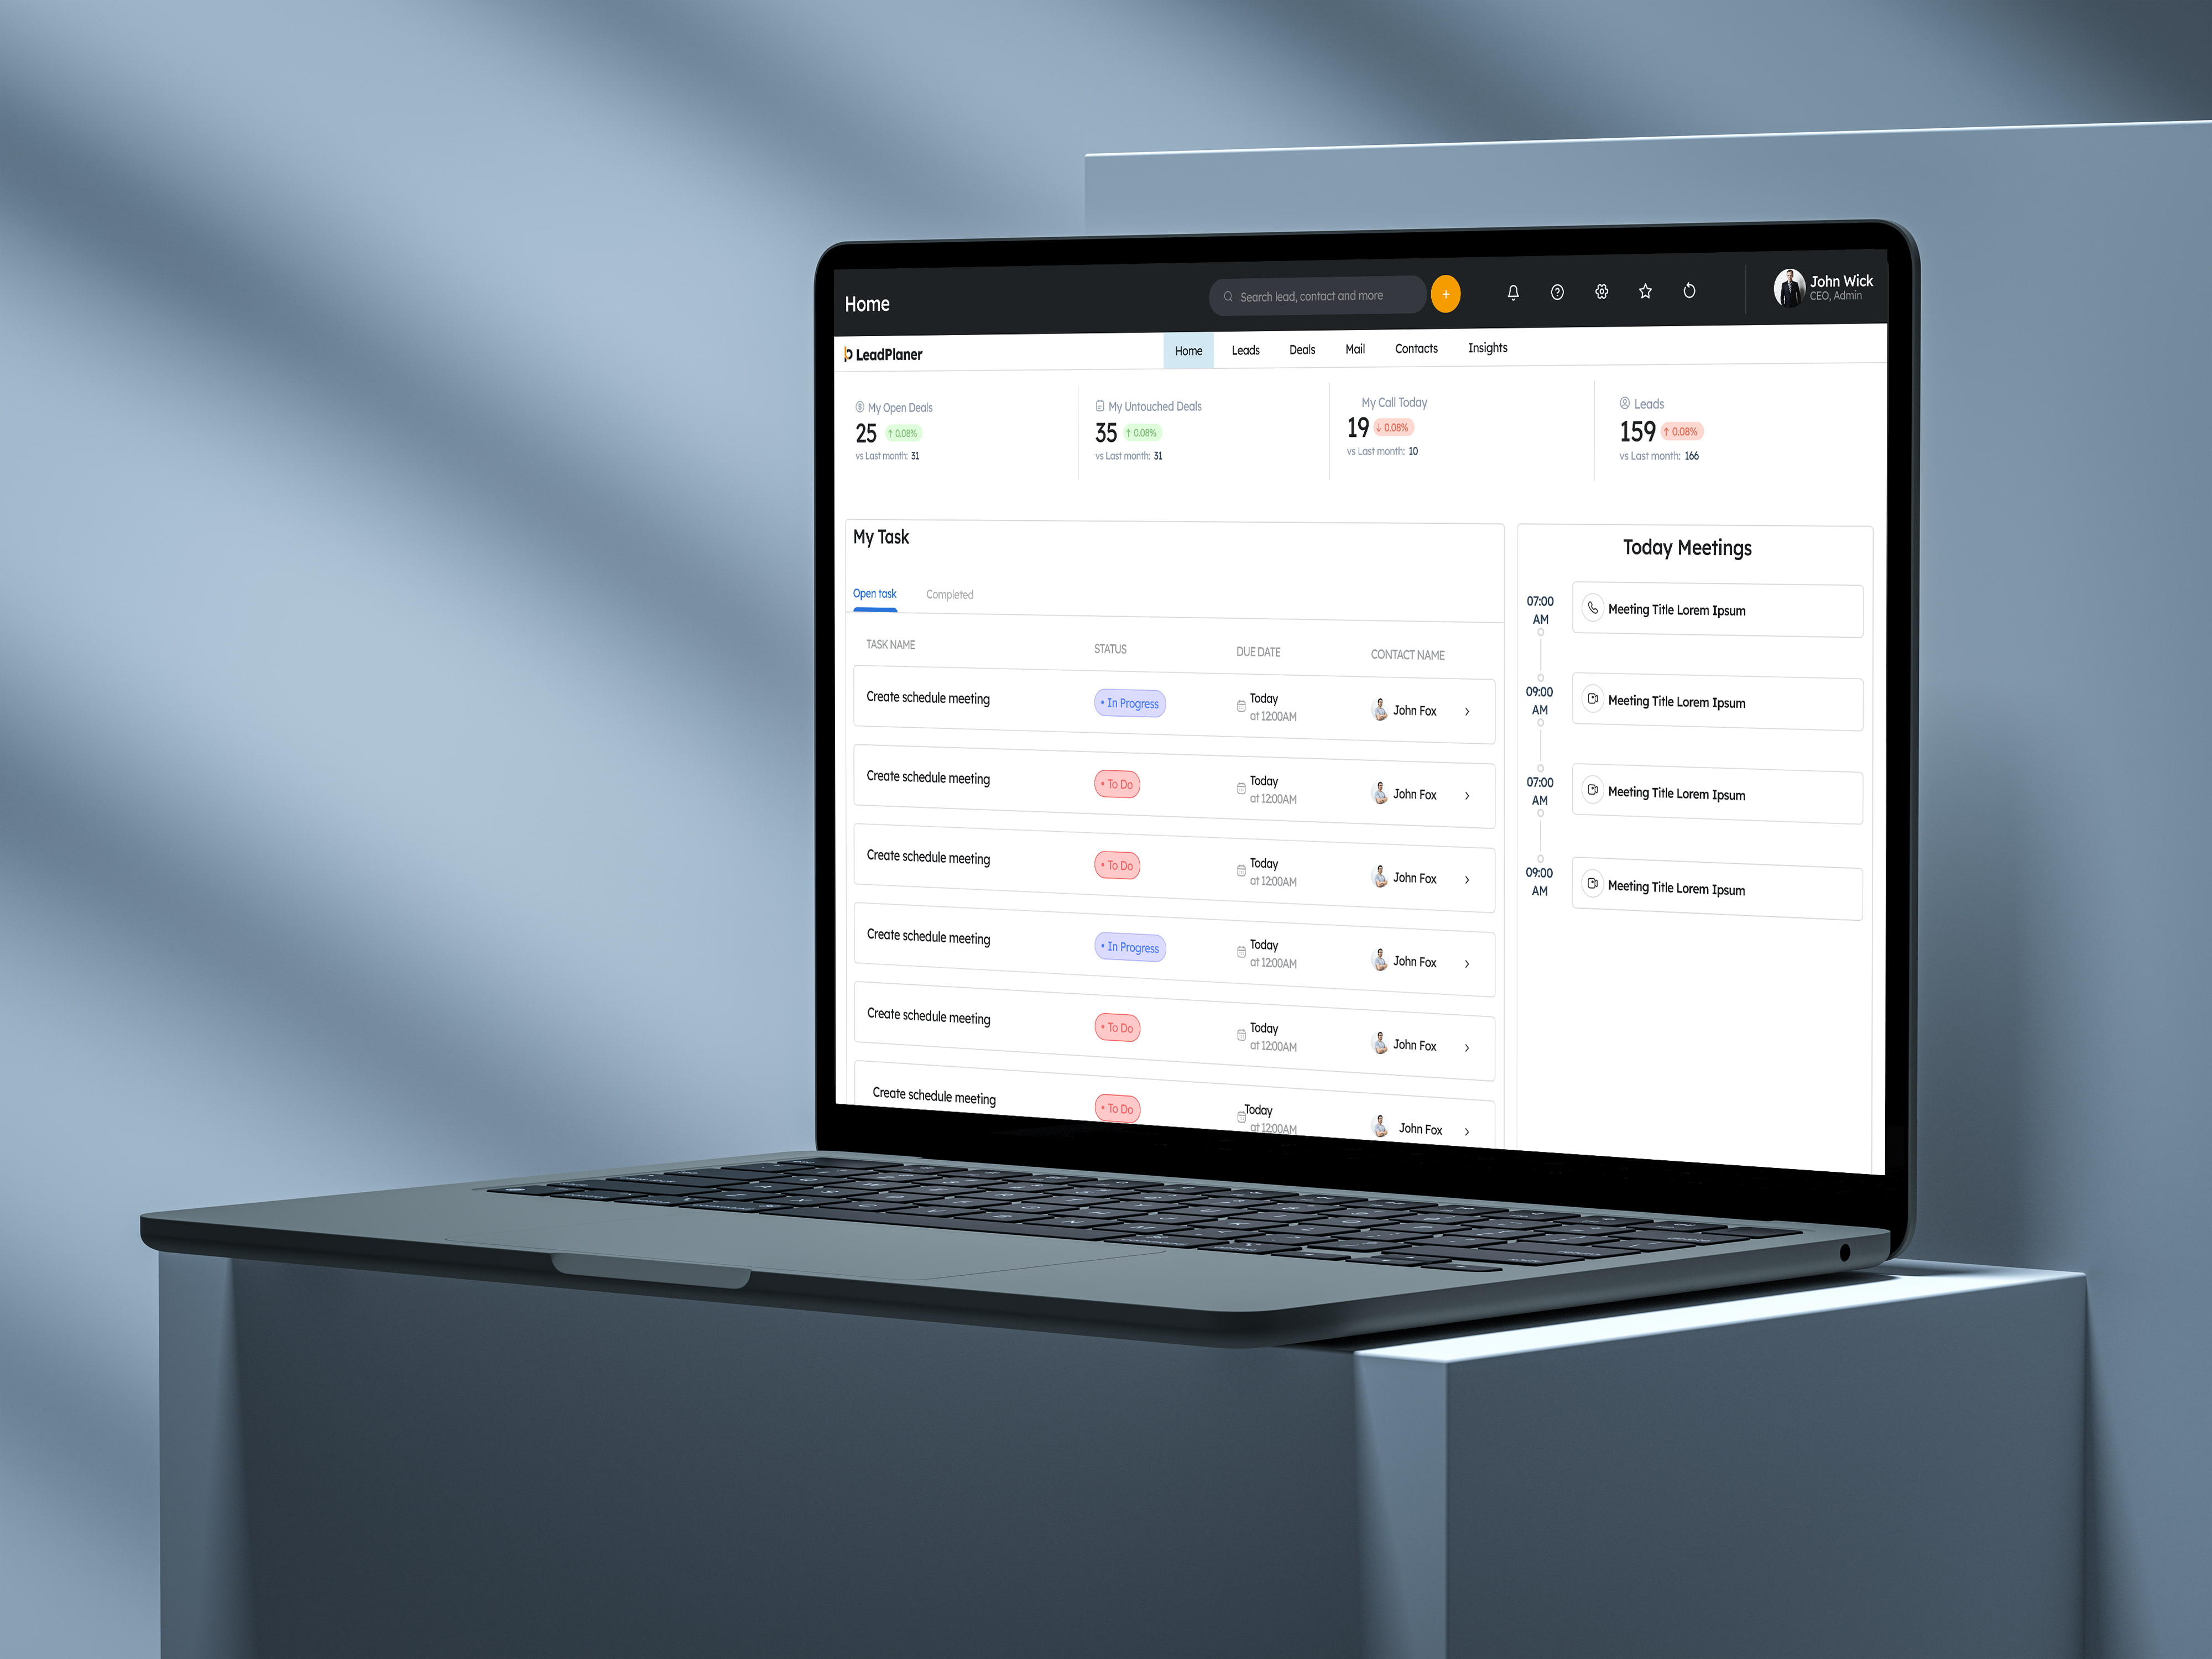 Home
Search lead, contact and more
+
John Wick
CEO, Admin
LeadPlaner
Home
Leads
Deals
Mail
Contacts
Insights
My Open Deals
25
↑ 0.08%
vs Last month: 31
My Untouched Deals
35
↑ 0.08%
vs Last month: 31
My Call Today
19
↓ 0.08%
vs Last month: 10
Leads
159
↑ 0.08%
vs Last month: 166
My Task
Open task
Completed
TASK NAME
STATUS
DUE DATE
CONTACT NAME
Create schedule meeting
• In Progress
Today
at 12:00AM
John Fox
Create schedule meeting
• To Do
Today
at 12:00AM
John Fox
Create schedule meeting
• To Do
Today
at 12:00AM
John Fox
Create schedule meeting
• In Progress
Today
at 12:00AM
John Fox
Create schedule meeting
• To Do
Today
at 12:00AM
John Fox
Create schedule meeting
• To Do
Today
at 12:00AM
John Fox
Today Meetings
07:00
AM
Meeting Title Lorem Ipsum
09:00
AM
Meeting Title Lorem Ipsum
07:00
AM
Meeting Title Lorem Ipsum
09:00
AM
Meeting Title Lorem Ipsum